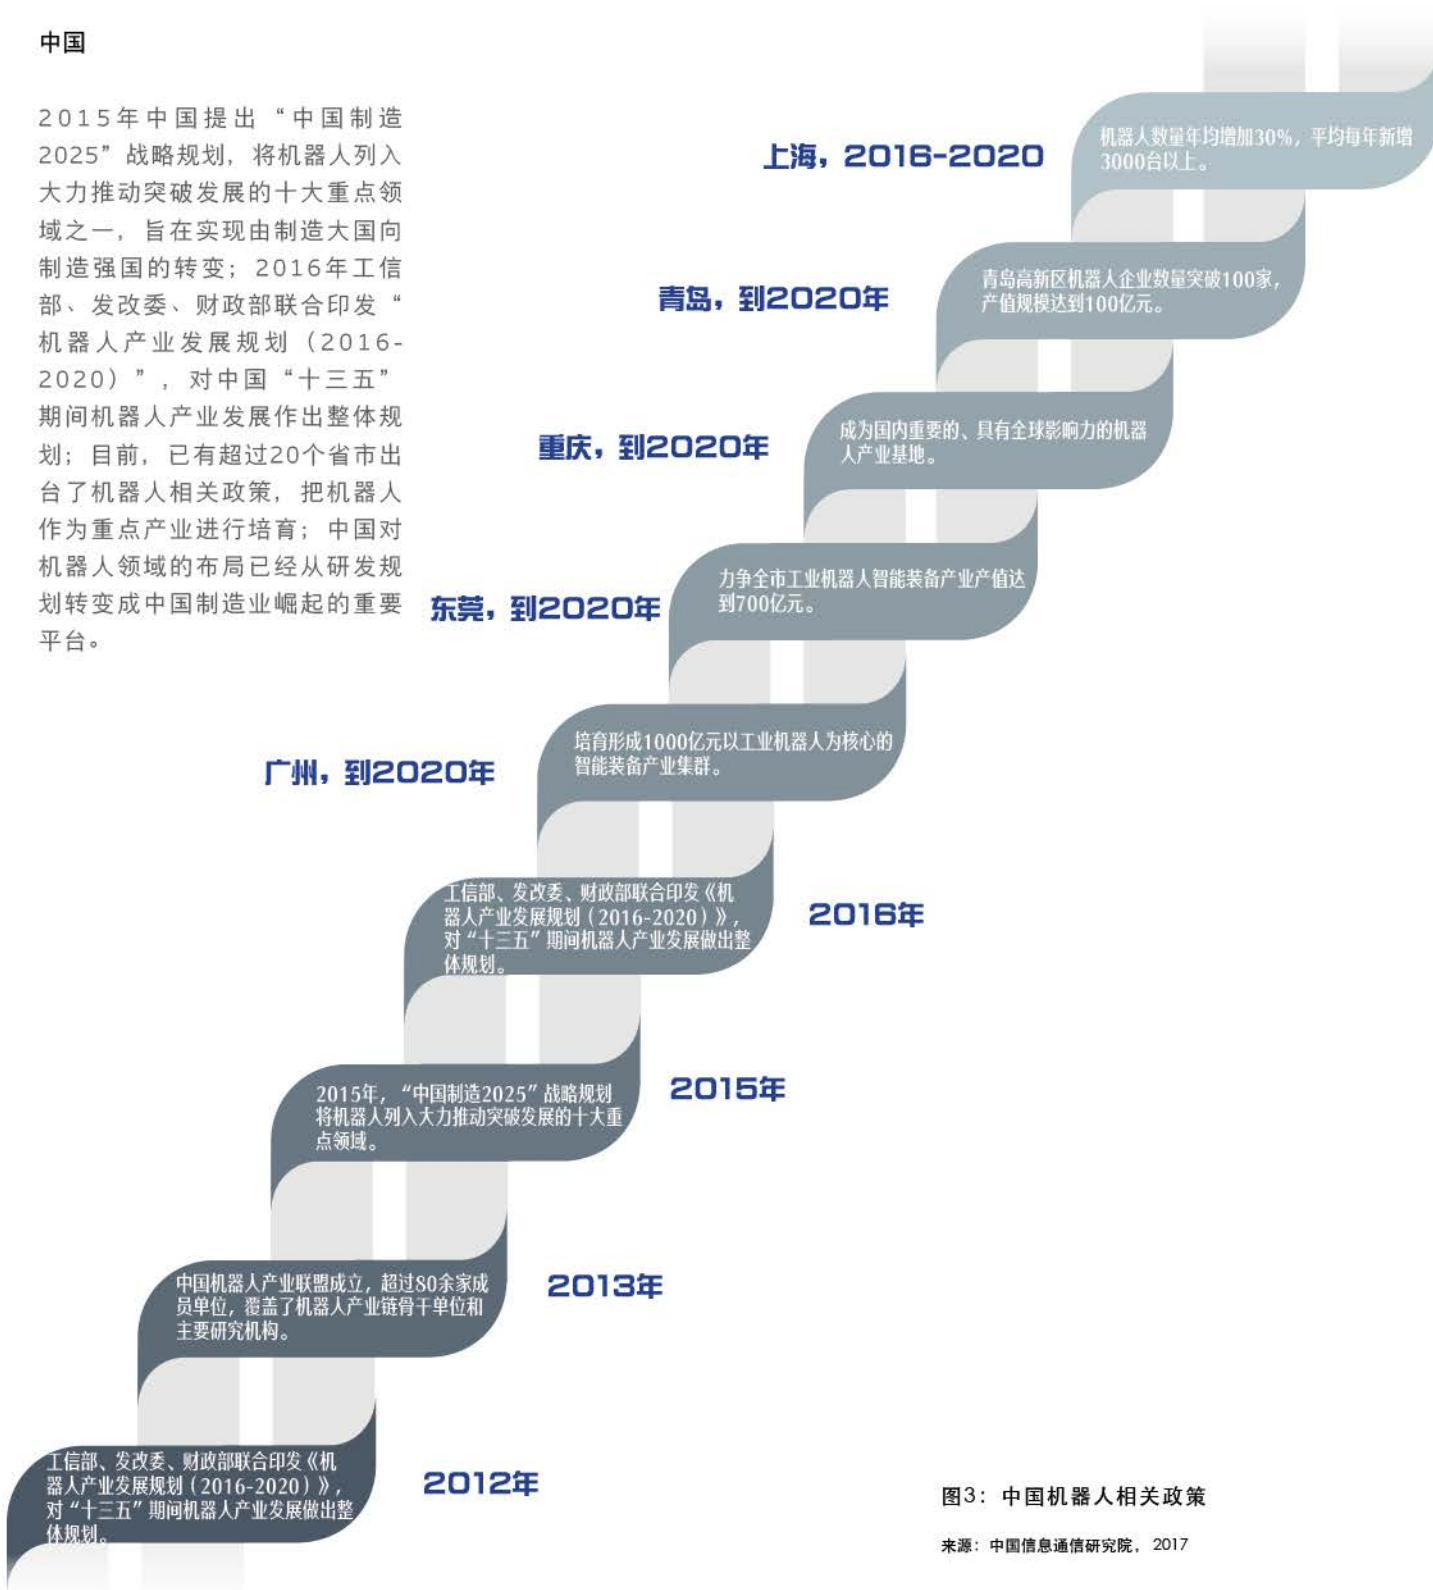 中国
2015年中国提出“中国制造
2025”战略规划，将机器人列入
大力推动突破发展的十大重点领
域之一，旨在实现由制造大国向
制造强国的转变；2016年工信
部、发改委、财政部联合印发“
机器人产业发展规划（2016-
2020）”，对中国“十三五”
期间机器人产业发展作出整体规
划；目前，已有超过20个省市出
台了机器人相关政策，把机器人
作为重点产业进行培育；中国对
机器人领域的布局已经从研发规
划转变成中国制造业崛起的重要
平台。
上海，2016-2020
机器人数量年均增加30%，平均每年新增
3000台以上。
青岛，到2020年
青岛高新区机器人企业数量突破100家，
产值规模达到100亿元。
重庆，到2020年
成为国内重要的、具有全球影响力的机器
人产业基地。
东莞，到2020年
力争全市工业机器人智能装备产业产值达
到700亿元。
广州，到2020年
培育形成1000亿元以工业机器人为核心的
智能装备产业集群。
工信部、发改委、财政部联合印发《机
器人产业发展规划（2016-2020）》，
对“十三五”期间机器人产业发展做出整
体规划。
2016年
2015年，“中国制造2025”战略规划
将机器人列入大力推动突破发展的十大重
点领域。
2015年
中国机器人产业联盟成立，超过80余家成
员单位，覆盖了机器人产业链骨干单位和
主要研究机构。
2013年
工信部、发改委、财政部联合印发《机
器人产业发展规划（2016-2020）》，
对“十三五”期间机器人产业发展做出整
体规划。
2012年
图3：中国机器人相关政策
来源：中国信息通信研究院，2017